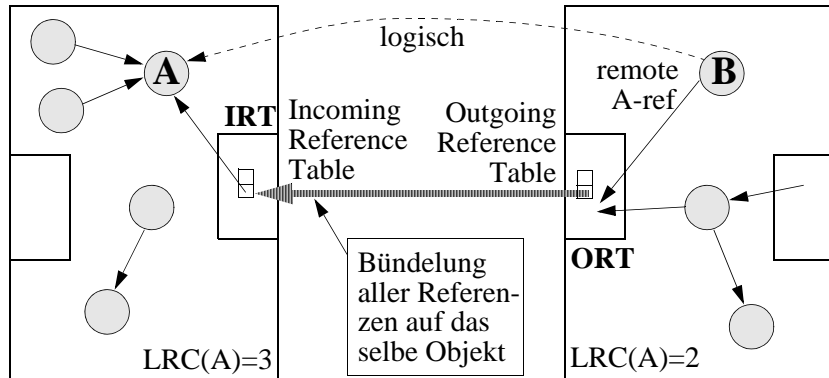 logisch
A
B
remote
A-ref
IRT
Incoming
Reference
Table
Outgoing
Reference
Table
ORT
Bündelung
aller Referen-
zen auf das
selbe Objekt
LRC(A)=3
LRC(A)=2